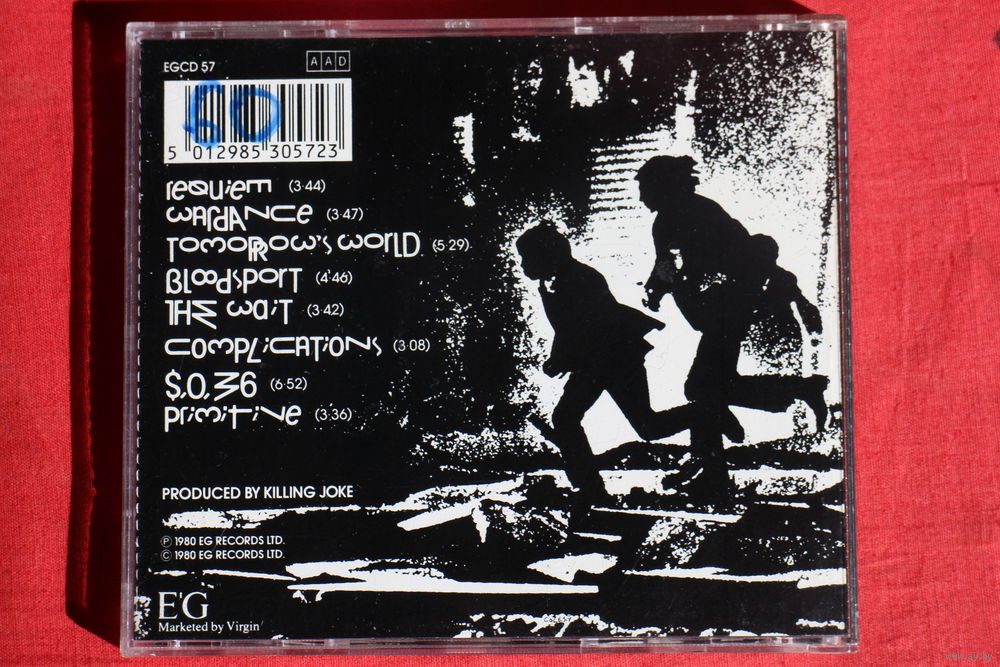 EGCD 57
AAD
60
5 012985 305723
requiem (3·44)
wardance (3·47)
Tomorrow's world (5·29)
Bloodsport (4·46)
The wait (3·42)
complications (3·08)
$.O,36 (6·52)
primitive (3·36)
PRODUCED BY KILLING JOKE
Ⓟ 1980 EG RECORDS LTD.
© 1980 EG RECORDS LTD.
E'G
Marketed by Virgin